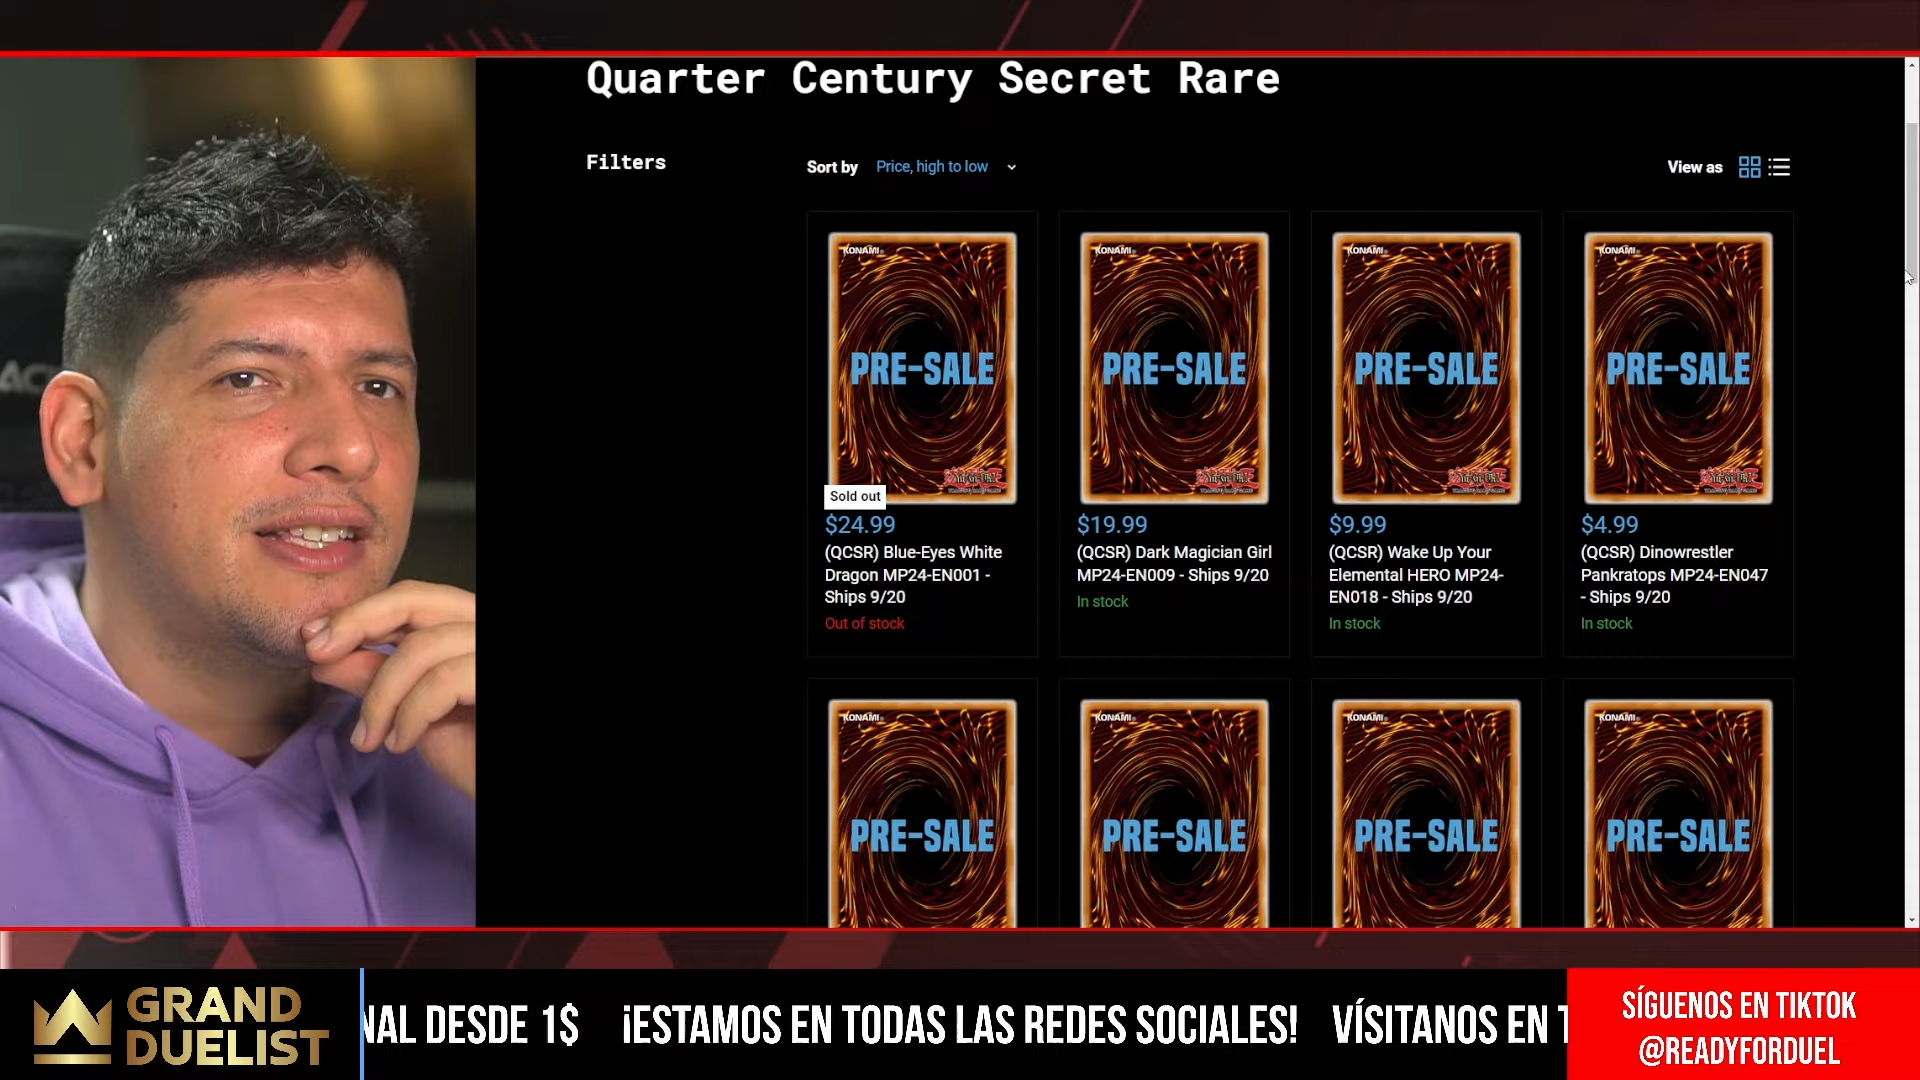 Quarter Century Secret Rare
Filters
Sort by Price, high to low
View as
KONAMI
KONAMI
KONAMI
KONAMI
PRE-SALE
PRE-SALE
PRE-SALE
PRE-SALE
Sold out
$24.99
(QCSR) Blue-Eyes White
Dragon MP24-EN001 -
Ships 9/20
Out of stock
$19.99
(QCSR) Dark Magician Girl
MP24-EN009 - Ships 9/20
In stock
$9.99
(QCSR) Wake Up Your
Elemental HERO MP24-
EN018 - Ships 9/20
In stock
$4.99
(QCSR) Dinowrestler
Pankratops MP24-EN047
- Ships 9/20
In stock
KONAMI
KONAMI
KONAMI
KONAMI
PRE-SALE
PRE-SALE
PRE-SALE
PRE-SALE
GRAND
DUELIST
NAL DESDE 1$ ¡ESTAMOS EN TODAS LAS REDES SOCIALES! VÍSITANOS EN T
SÍGUENOS EN TIKTOK
@READYFORDUEL